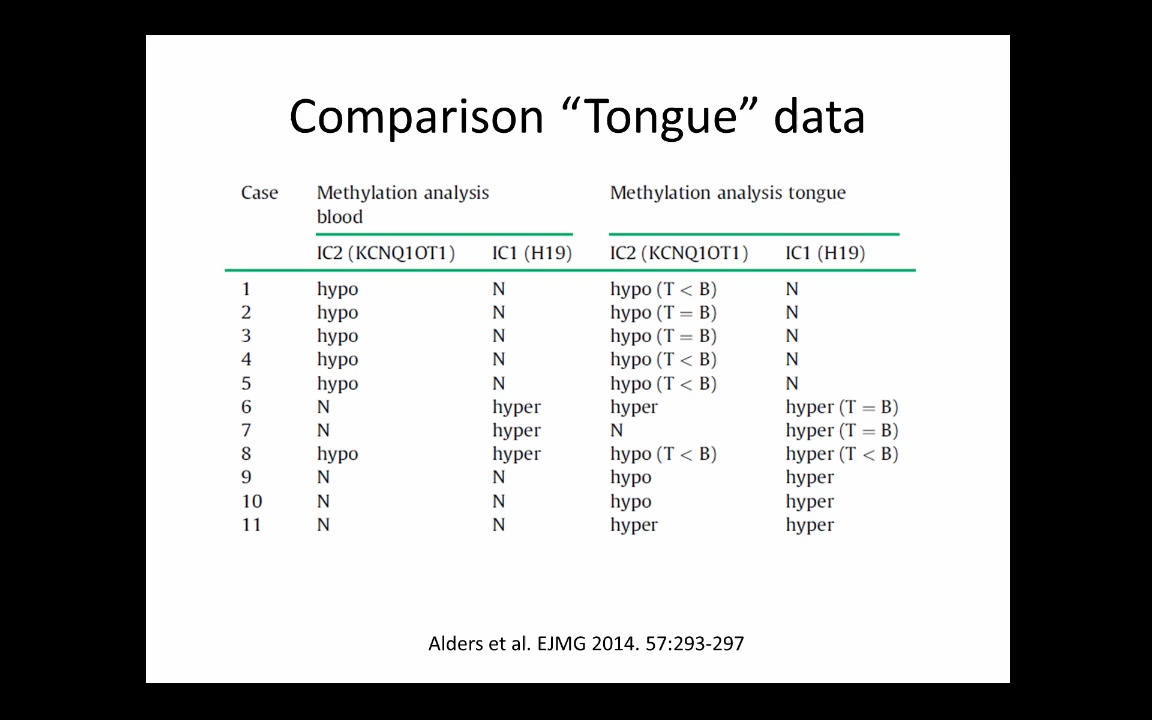 Comparison “Tongue” data
Case Methylation analysis blood Methylation analysis tongue
IC2 (KCNQ1OT1) IC1 (H19) IC2 (KCNQ1OT1) IC1 (H19)
1 hypo N hypo (T < B) N
2 hypo N hypo (T = B) N
3 hypo N hypo (T = B) N
4 hypo N hypo (T < B) N
5 hypo N hypo (T < B) N
6 N hyper hyper hyper (T = B)
7 N hyper N hyper (T = B)
8 hypo hyper hypo (T < B) hyper (T < B)
9 N N hypo hyper
10 N N hypo hyper
11 N N hyper hyper
Alders et al. EJMG 2014. 57:293-297